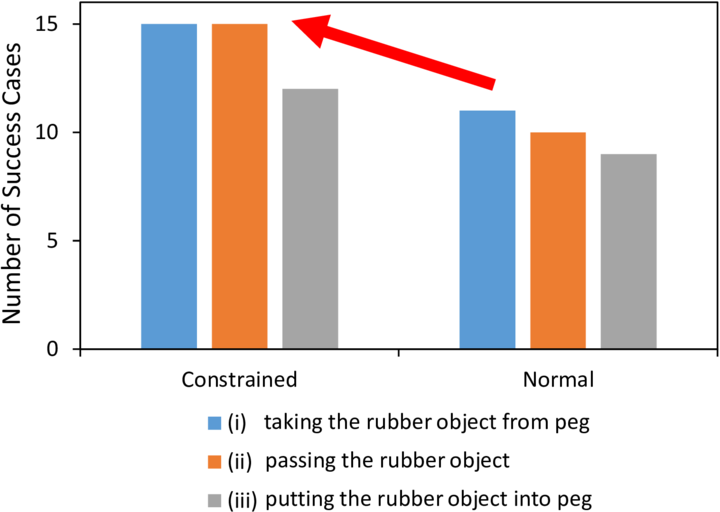 Number of Success Cases
15
10
5
0
Constrained
Normal
(i) taking the rubber object from peg
(ii) passing the rubber object
(iii) putting the rubber object into peg